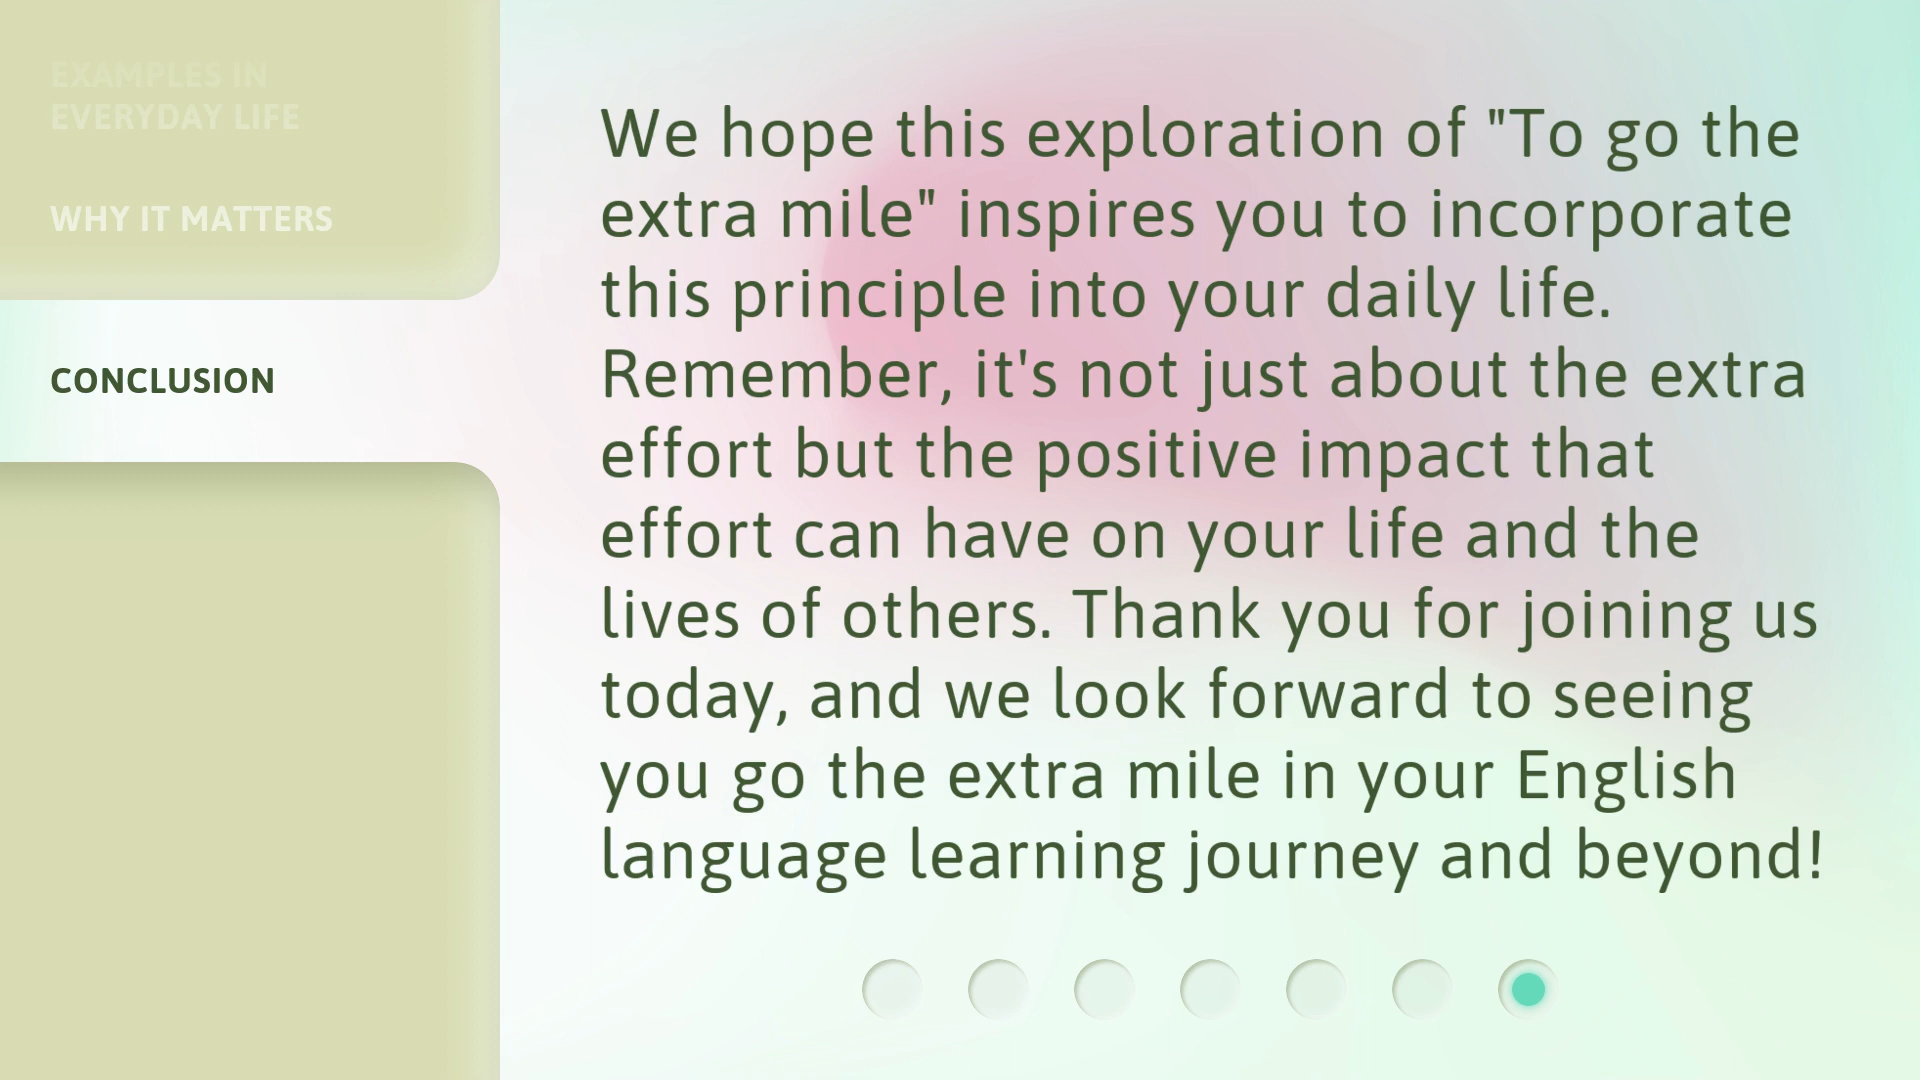 EXAMPLES IN
EVERYDAY LIFE
WHY IT MATTERS
CONCLUSION
We hope this exploration of "To go the
extra mile" inspires you to incorporate
this principle into your daily life.
Remember, it's not just about the extra
effort but the positive impact that
effort can have on your life and the
lives of others. Thank you for joining us
today, and we look forward to seeing
you go the extra mile in your English
language learning journey and beyond!